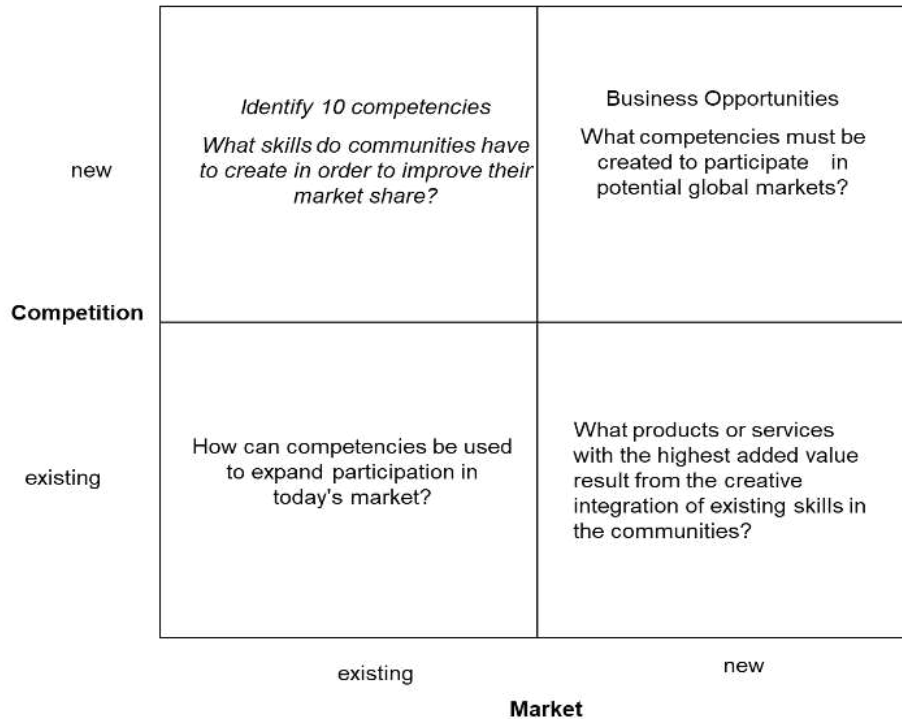 Identify 10 competencies
What skills do communities have
to create in order to improve their
market share?
Business Opportunities
What competencies must be
created to participate in
potential global markets?
new
Competition
How can competencies be used
to expand participation in
today's market?
What products or services
with the highest added value
result from the creative
integration of existing skills in
the communities?
existing
existing
new
Market